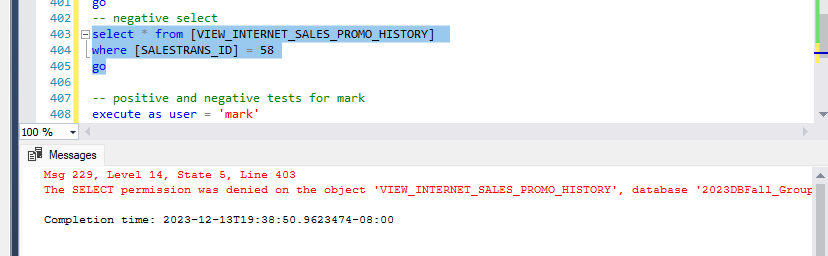 401 go
402 -- negative select
403 select * from [VIEW_INTERNET_SALES_PROMO_HISTORY]
404 where [SALESTRANS_ID] = 58
405 go
406
407 -- positive and negative tests for mark
408 execute as user = 'mark'
100 %
Messages
Msg 229, Level 14, State 5, Line 403
The SELECT permission was denied on the object 'VIEW_INTERNET_SALES_PROMO_HISTORY', database '2023DBFall_Group
Completion time: 2023-12-13T19:38:50.9623474-08:00